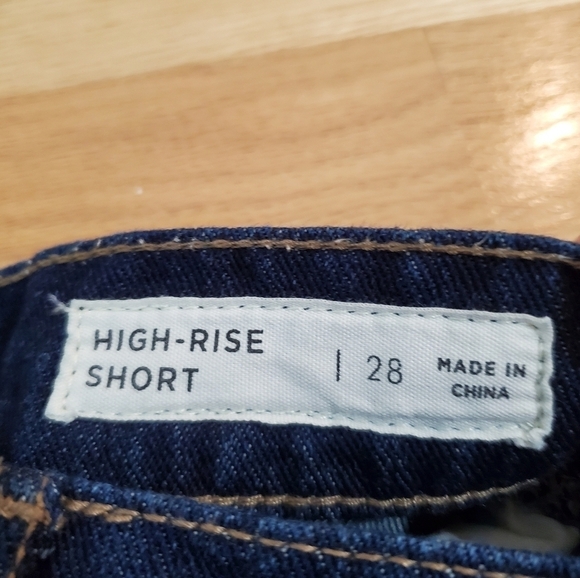 HIGH-RISE
SHORT
| 28
MADE IN
CHINA